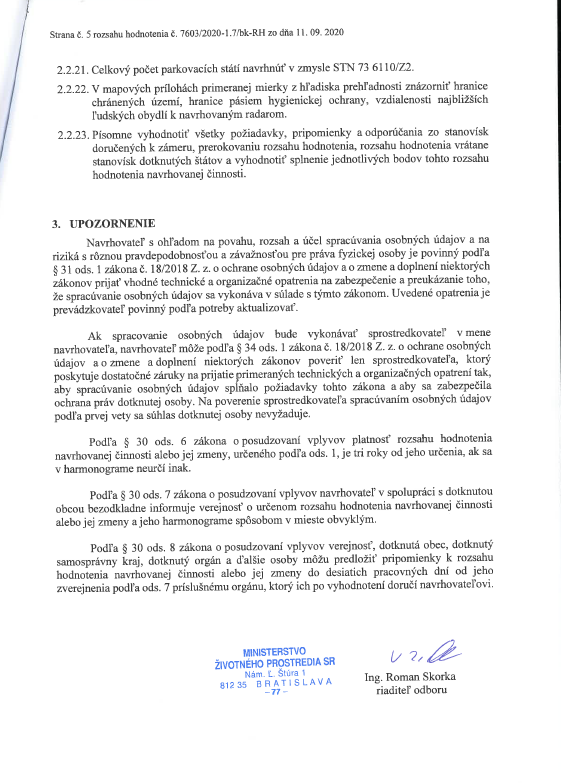 Strana č. 5 rozsahu hodnotenia č. 7603/2020-1.7/bk-RH zo dňa 11. 09. 2020
2.2.21. Celkový počet parkovacích státí navrhnúť v zmysle STN 73 6110/Z2.
2.2.22. V mapových prílohách primeranej mierky z hľadiska prehľadnosti znázorniť hranice
chránených území, hranice pásiem hygienickej ochrany, vzdialenosti najbližších
ľudských obydlí k navrhovaným radarom.
2.2.23. Písomne vyhodnotiť všetky požiadavky, pripomienky a odporúčania zo stanovísk
doručených k zámeru, prerokovaniu rozsahu hodnotenia, rozsahu hodnotenia vrátane
stanovísk dotknutých štátov a vyhodnotiť splnenie jednotlivých bodov tohto rozsahu
hodnotenia navrhovanej činnosti.
3. UPOZORNENIE
Navrhovateľ s ohľadom na povahu, rozsah a účel spracúvania osobných údajov a na
riziká s rôznou pravdepodobnosťou a závažnosťou pre práva fyzickej osoby je povinný podľa
§ 31 ods. 1 zákona č. 18/2018 Z. z. o ochrane osobných údajov a o zmene a doplnení niektorých
zákonov prijať vhodné technické a organizačné opatrenia na zabezpečenie a preukázanie toho,
že spracúvanie osobných údajov sa vykonáva v súlade s týmto zákonom. Uvedené opatrenia je
prevádzkovateľ povinný podľa potreby aktualizovať.
Ak spracovanie osobných údajov bude vykonávať sprostredkovateľ v mene
navrhovateľa, navrhovateľ môže podľa § 34 ods. 1 zákona č. 18/2018 Z. z. o ochrane osobných
údajov a o zmene a doplnení niektorých zákonov poveriť len sprostredkovateľa, ktorý
poskytuje dostatočné záruky na prijatie primeraných technických a organizačných opatrení tak,
aby spracúvanie osobných údajov spĺňalo požiadavky tohto zákona a aby sa zabezpečila
ochrana práv dotknutej osoby. Na poverenie sprostredkovateľa spracúvaním osobných údajov
podľa prvej vety sa súhlas dotknutej osoby nevyžaduje.
Podľa § 30 ods. 6 zákona o posudzovaní vplyvov platnosť rozsahu hodnotenia
navrhovanej činnosti alebo jej zmeny, určeného podľa ods. 1, je tri roky od jeho určenia, ak sa
v harmonograme neurčí inak.
Podľa § 30 ods. 7 zákona o posudzovaní vplyvov navrhovateľ v spolupráci s dotknutou
obcou bezodkladne informuje verejnosť o určenom rozsahu hodnotenia navrhovanej činnosti
alebo jej zmeny a jeho harmonograme spôsobom v mieste obvyklým.
Podľa § 30 ods. 8 zákona o posudzovaní vplyvov verejnosť, dotknutá obec, dotknutý
samosprávny kraj, dotknutý orgán a ďalšie osoby môžu predložiť pripomienky k rozsahu
hodnotenia navrhovanej činnosti alebo jej zmeny do desiatich pracovných dní od jeho
zverejnenia podľa ods. 7 príslušnému orgánu, ktorý ich po vyhodnotení doručí navrhovateľovi.
MINISTERSTVO
ŽIVOTNÉHO PROSTREDIA SR
Nám. Ľ. Štúra 1
812 35 BRATISLAVA
– 77 –
Ing. Roman Skorka
riaditeľ odboru